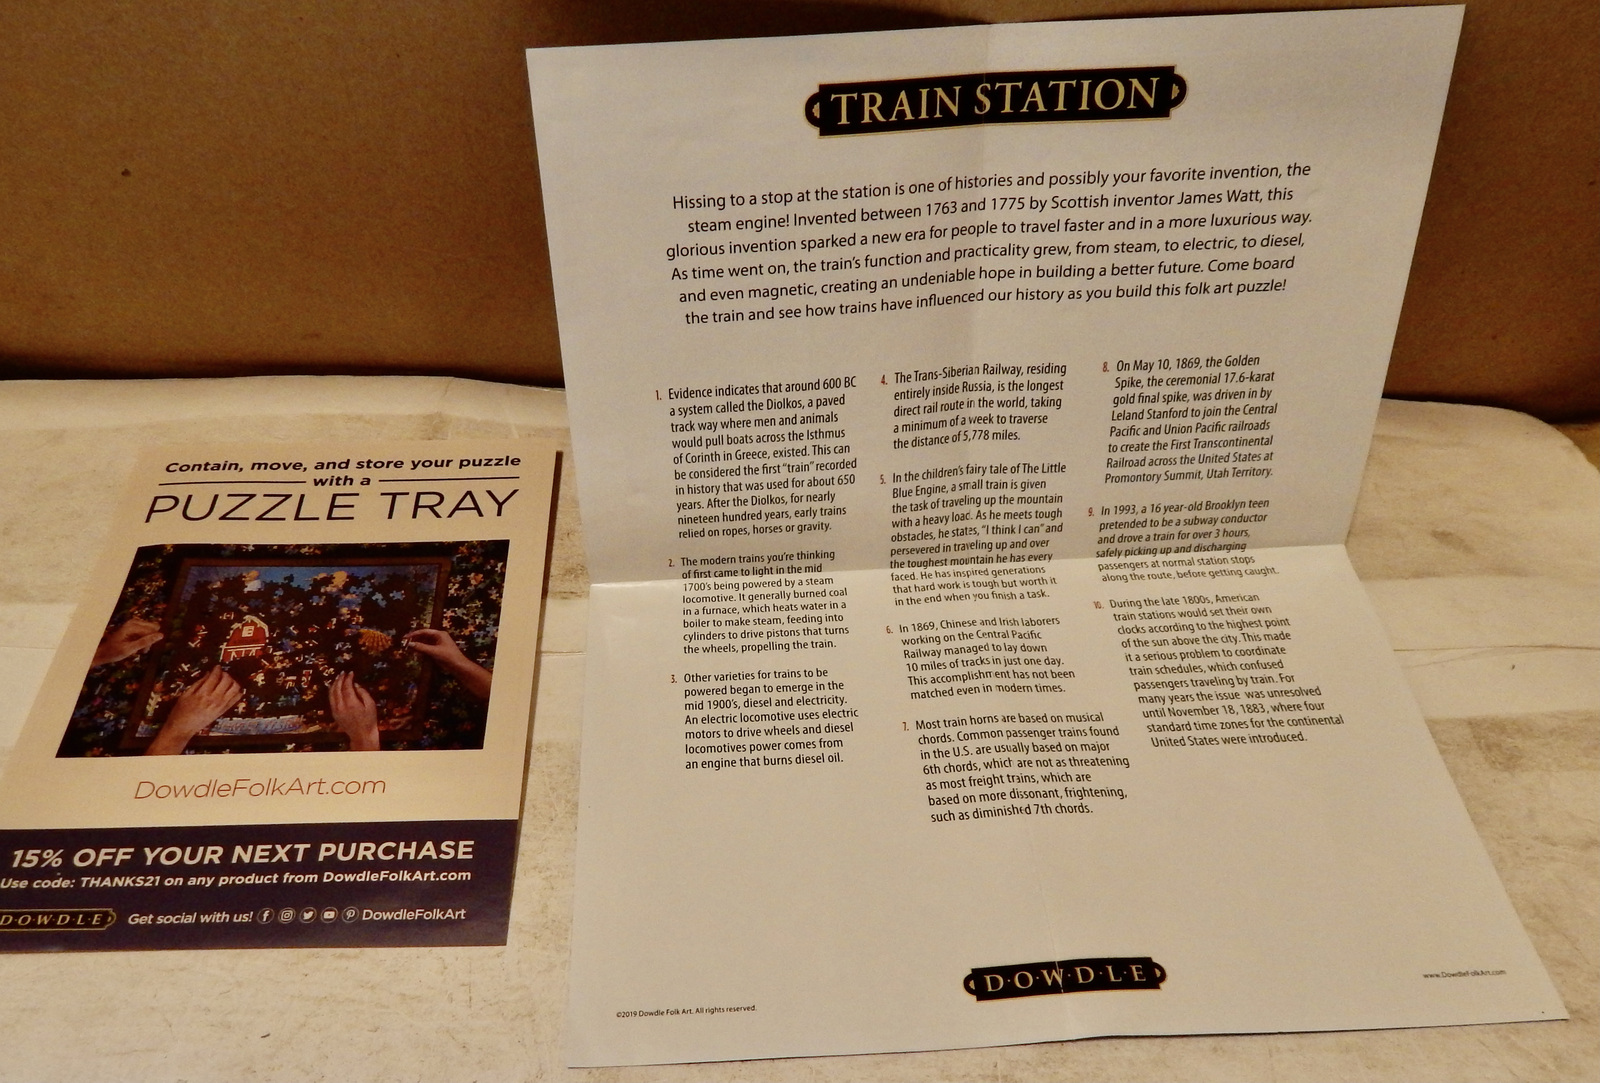 Contain, move, and store your puzzle
with a
PUZZLE TRAY
DowdleFolkArt.com
15% OFF YOUR NEXT PURCHASE
Use code: THANKS21 on any product from DowdleFolkArt.com
D·O·W·D·L·E
Get social with us! DowdleFolkArt
TRAIN STATION
Hissing to a stop at the station is one of histories and possibly your favorite invention, the
steam engine! Invented between 1763 and 1775 by Scottish inventor James Watt, this
glorious invention sparked a new era for people to travel faster and in a more luxurious way.
As time went on, the train's function and practicality grew, from steam, to electric, to diesel,
and even magnetic, creating an undeniable hope in building a better future. Come board
the train and see how trains have influenced our history as you build this folk art puzzle!
1. Evidence indicates that around 600 BC
a system called the Diolkos, a paved
track way where men and animals
would pull boats across the Isthmus
of Corinth in Greece, existed. This can
be considered the first "train" recorded
in history that was used for about 650
years. After the Diolkos, for nearly
nineteen hundred years, early trains
relied on ropes, horses or gravity.
2. The modern trains you're thinking
of first came to light in the mid
1700's being powered by a steam
locomotive. It generally burned coal
in a furnace, which heats water in a
boiler to make steam, feeding into
cylinders to drive pistons that turns
the wheels, propelling the train.
3. Other varieties for trains to be
powered began to emerge in the
mid 1900's, diesel and electricity.
An electric locomotive uses electric
motors to drive wheels and diesel
locomotives power comes from
an engine that burns diesel oil.
4. The Trans-Siberian Railway, residing
entirely inside Russia, is the longest
direct rail route in the world, taking
a minimum of a week to traverse
the distance of 5,778 miles.
5. In the children's fairy tale of The Little
Blue Engine, a small train is given
the task of traveling up the mountain
with a heavy load. As he meets tough
obstacles, he states, "I think I can" and
persevered in traveling up and over
the toughest mountain he has every
faced. He has inspired generations
that hard work is tough but worth it
in the end when you finish a task.
6. In 1869, Chinese and Irish laborers
working on the Central Pacific
Railway managed to lay down
10 miles of tracks in just one day.
This accomplishment has not been
matched even in modern times.
7. Most train horns are based on musical
chords. Common passenger trains found
in the U.S. are usually based on major
6th chords, which are not as threatening
as most freight trains, which are
based on more dissonant, frightening,
such as diminished 7th chords.
8. On May 10, 1869, the Golden
Spike, the ceremonial 17.6-karat
gold final spike, was driven in by
Leland Stanford to join the Central
Pacific and Union Pacific railroads
to create the First Transcontinental
Railroad across the United States at
Promontory Summit, Utah Territory.
9. In 1993, a 16 year-old Brooklyn teen
pretended to be a subway conductor
and drove a train for over 3 hours,
safely picking up and discharging
passengers at normal station stops
along the route, before getting caught.
10. During the late 1800s, American
train stations would set their own
clocks according to the highest point
of the sun above the city. This made
it a serious problem to coordinate
train schedules, which confused
passengers traveling by train. For
many years the issue was unresolved
until November 18, 1883, where four
standard time zones for the continental
United States were introduced.
D·O·W·D·L·E
©2019 Dowdle Folk Art. All rights reserved.
www.DowdleFolkArt.com